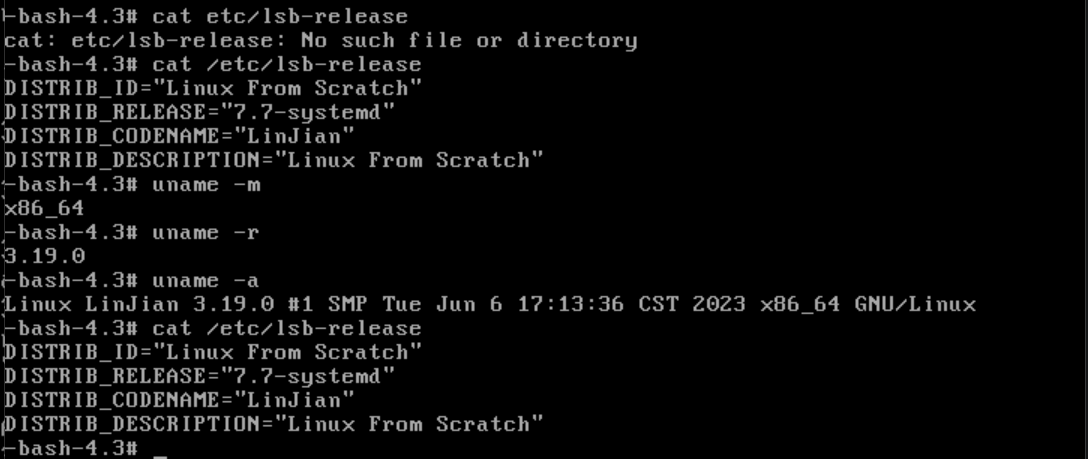 -bash-4.3# cat etc/lsb-release
cat: etc/lsb-release: No such file or directory
-bash-4.3# cat /etc/lsb-release
DISTRIB_ID="Linux From Scratch"
DISTRIB_RELEASE="7.7-systemd"
DISTRIB_CODENAME="LinJian"
DISTRIB_DESCRIPTION="Linux From Scratch"
-bash-4.3# uname -m
x86_64
-bash-4.3# uname -r
3.19.0
-bash-4.3# uname -a
Linux LinJian 3.19.0 #1 SMP Tue Jun 6 17:13:36 CST 2023 x86_64 GNU/Linux
-bash-4.3# cat /etc/lsb-release
DISTRIB_ID="Linux From Scratch"
DISTRIB_RELEASE="7.7-systemd"
DISTRIB_CODENAME="LinJian"
DISTRIB_DESCRIPTION="Linux From Scratch"
-bash-4.3# _